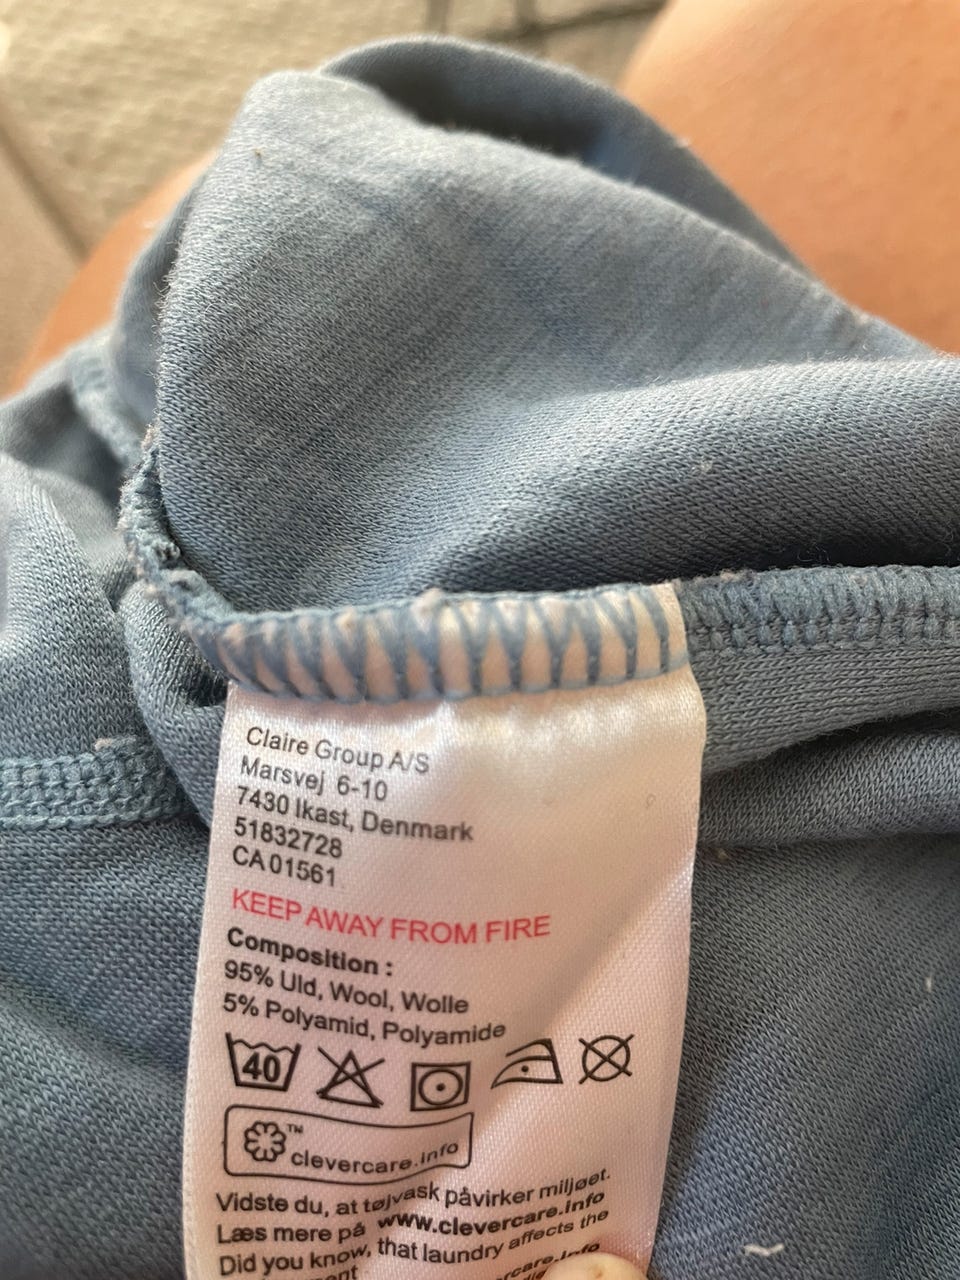 Claire Group A/S
Marsvej 6-10
7430 Ikast, Denmark
51832728
CA 01561
KEEP AWAY FROM FIRE
Composition :
95% Uld, Wool, Wolle
5% Polyamid, Polyamide
40
™
clevercare.info
Vidste du, at tøjvask påvirker miljøet.
Læs mere på www.clevercare.info
Did you know, that laundry affects the